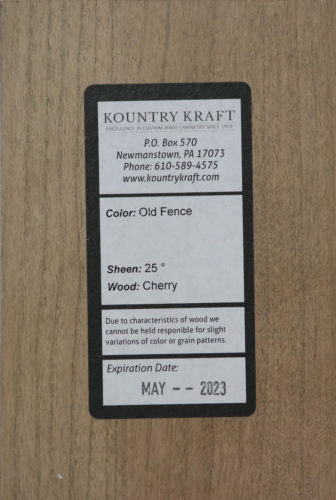 KOUNTRY KRAFT
EXCELLENCE IN CUSTOM-MADE CABINETRY SINCE 1959
P.O. Box 570
Newmanstown, PA 17073
Phone: 610-589-4575
www.kountrykraft.com
Color: Old Fence
Sheen: 25 °
Wood: Cherry
Due to characteristics of wood we
cannot be held responible for slight
variations of color or grain patterns.
Expiration Date:
MAY -- 2023